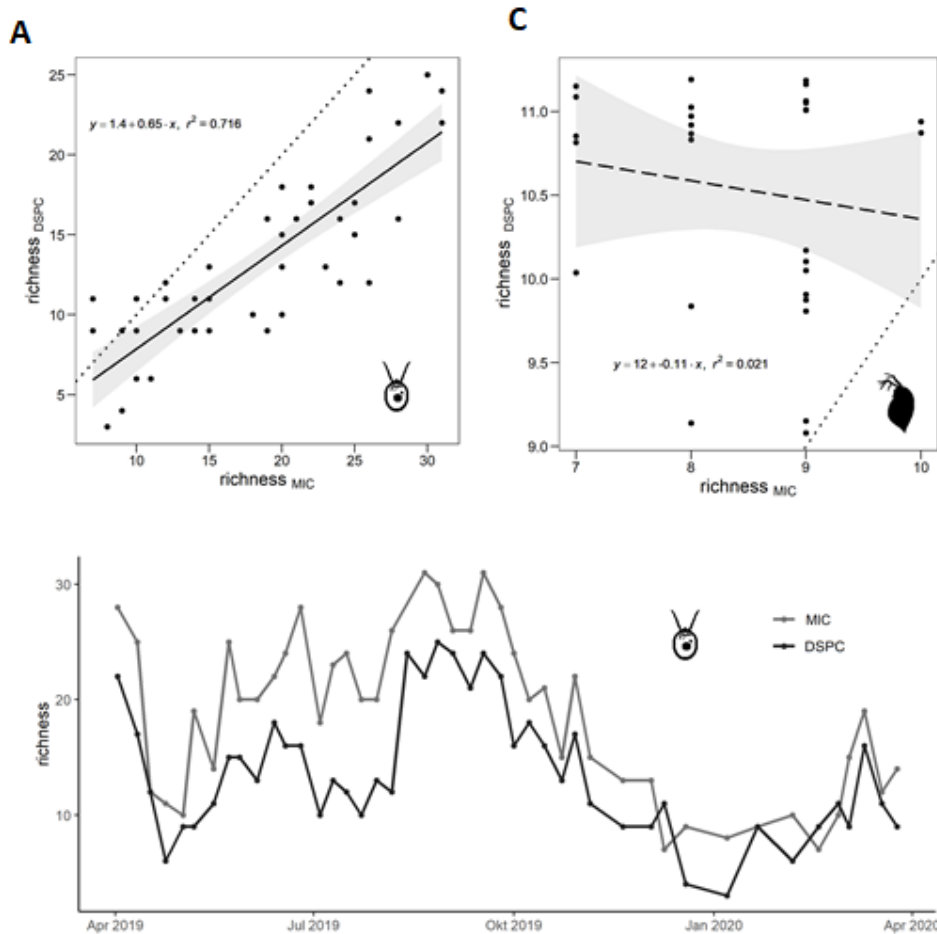 A
C
25
20
15
10
5
richness DSPC
y = 1.4+0.65·x, r² = 0.716
10 15 20 25 30
richness MIC
11.0
10.5
10.0
9.5
9.0
richness DSPC
y = 12 + -0.11·x, r² = 0.021
7 8 9 10
richness MIC
30
20
10
richness
MIC
DSPC
Apr 2019 Jul 2019 Okt 2019 Jan 2020 Apr 2020